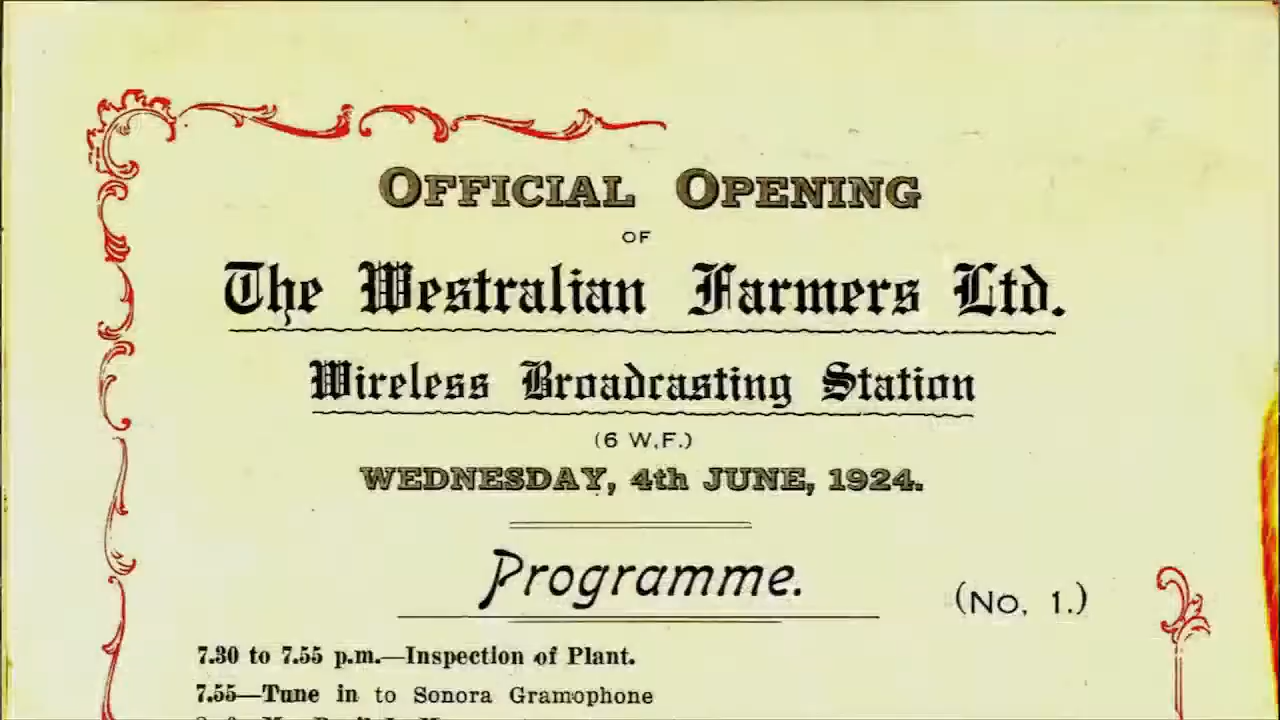 OFFICIAL OPENING
OF
The Westralian Farmers Ltd.
Wireless Broadcasting Station
(6 W.F.)
WEDNESDAY, 4th JUNE, 1924.
Programme.
(No. 1.)
7.30 to 7.55 p.m.—Inspection of Plant.
7.55—Tune in to Sonora Gramophone